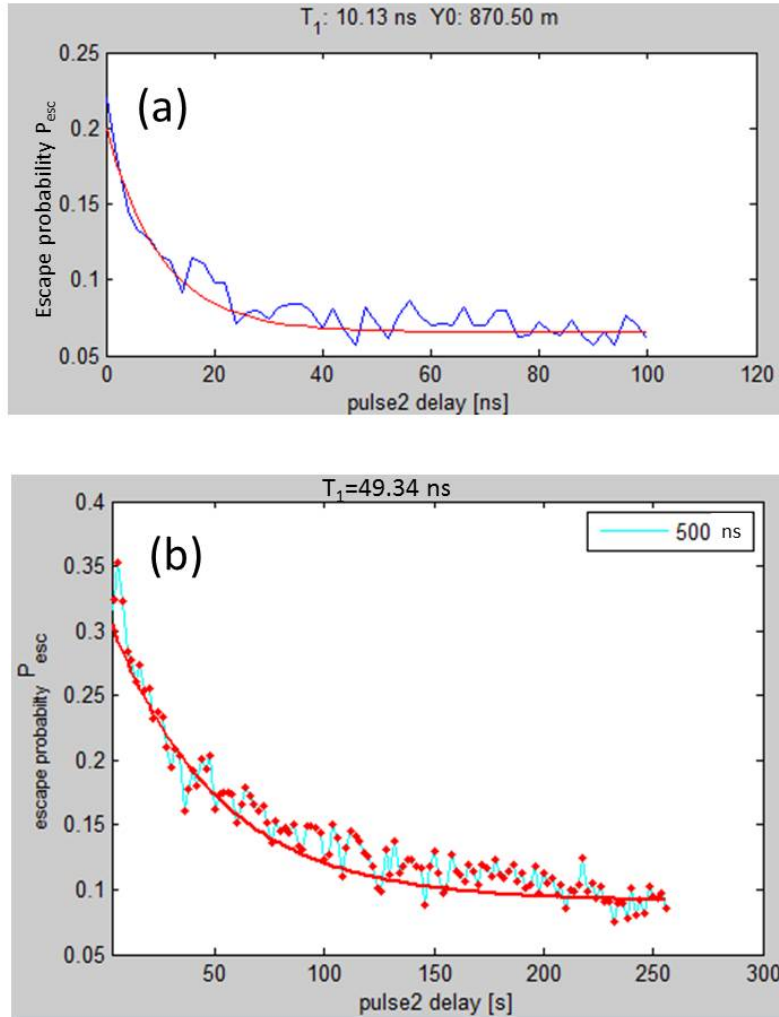 T1: 10.13 ns Y0: 870.50 m
(a)
Escape probability Pesc
0.25
0.2
0.15
0.1
0.05
0 20 40 60 80 100 120
pulse2 delay [ns]
T1=49.34 ns
(b)
500 ns
escape probabilty Pesc
0.4
0.35
0.3
0.25
0.2
0.15
0.1
0.05
50 100 150 200 250 300
pulse2 delay [s]